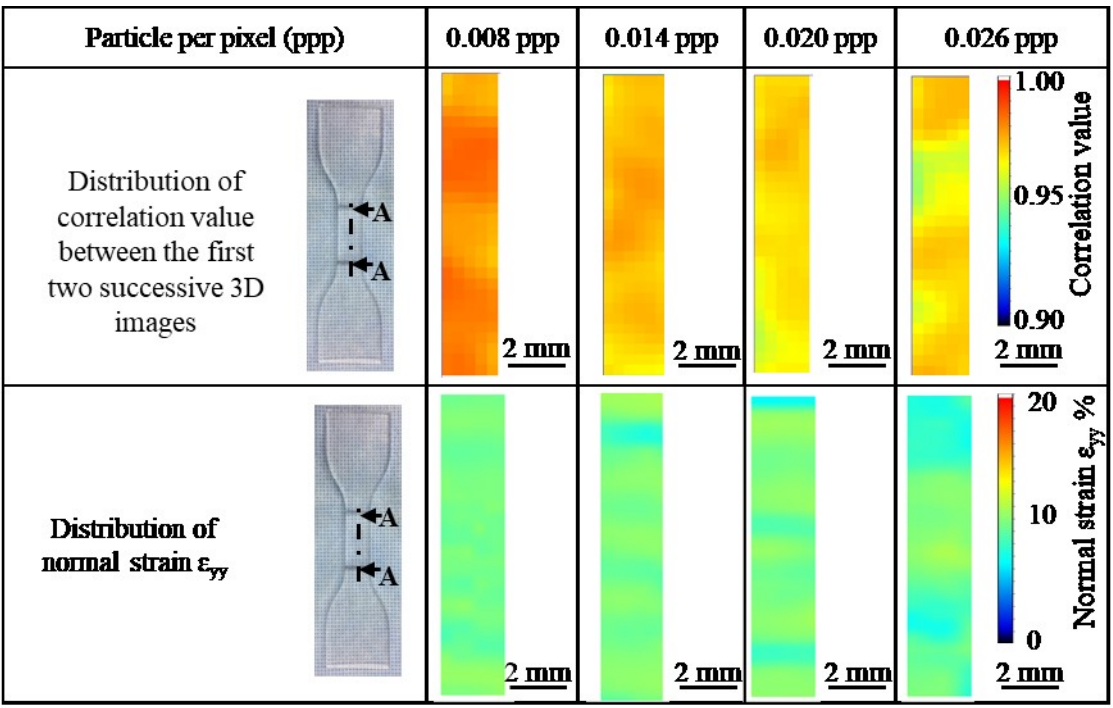 Particle per pixel (ppp)
0.008 ppp
0.014 ppp
0.020 ppp
0.026 ppp
Distribution of
correlation value
between the first
two successive 3D
images
A
A
2 mm
2 mm
2 mm
2 mm
1.00
0.95
0.90
Correlation value
Distribution of
normal strain εyy
A
A
2 mm
2 mm
2 mm
2 mm
20
10
0
Normal strain εyy %